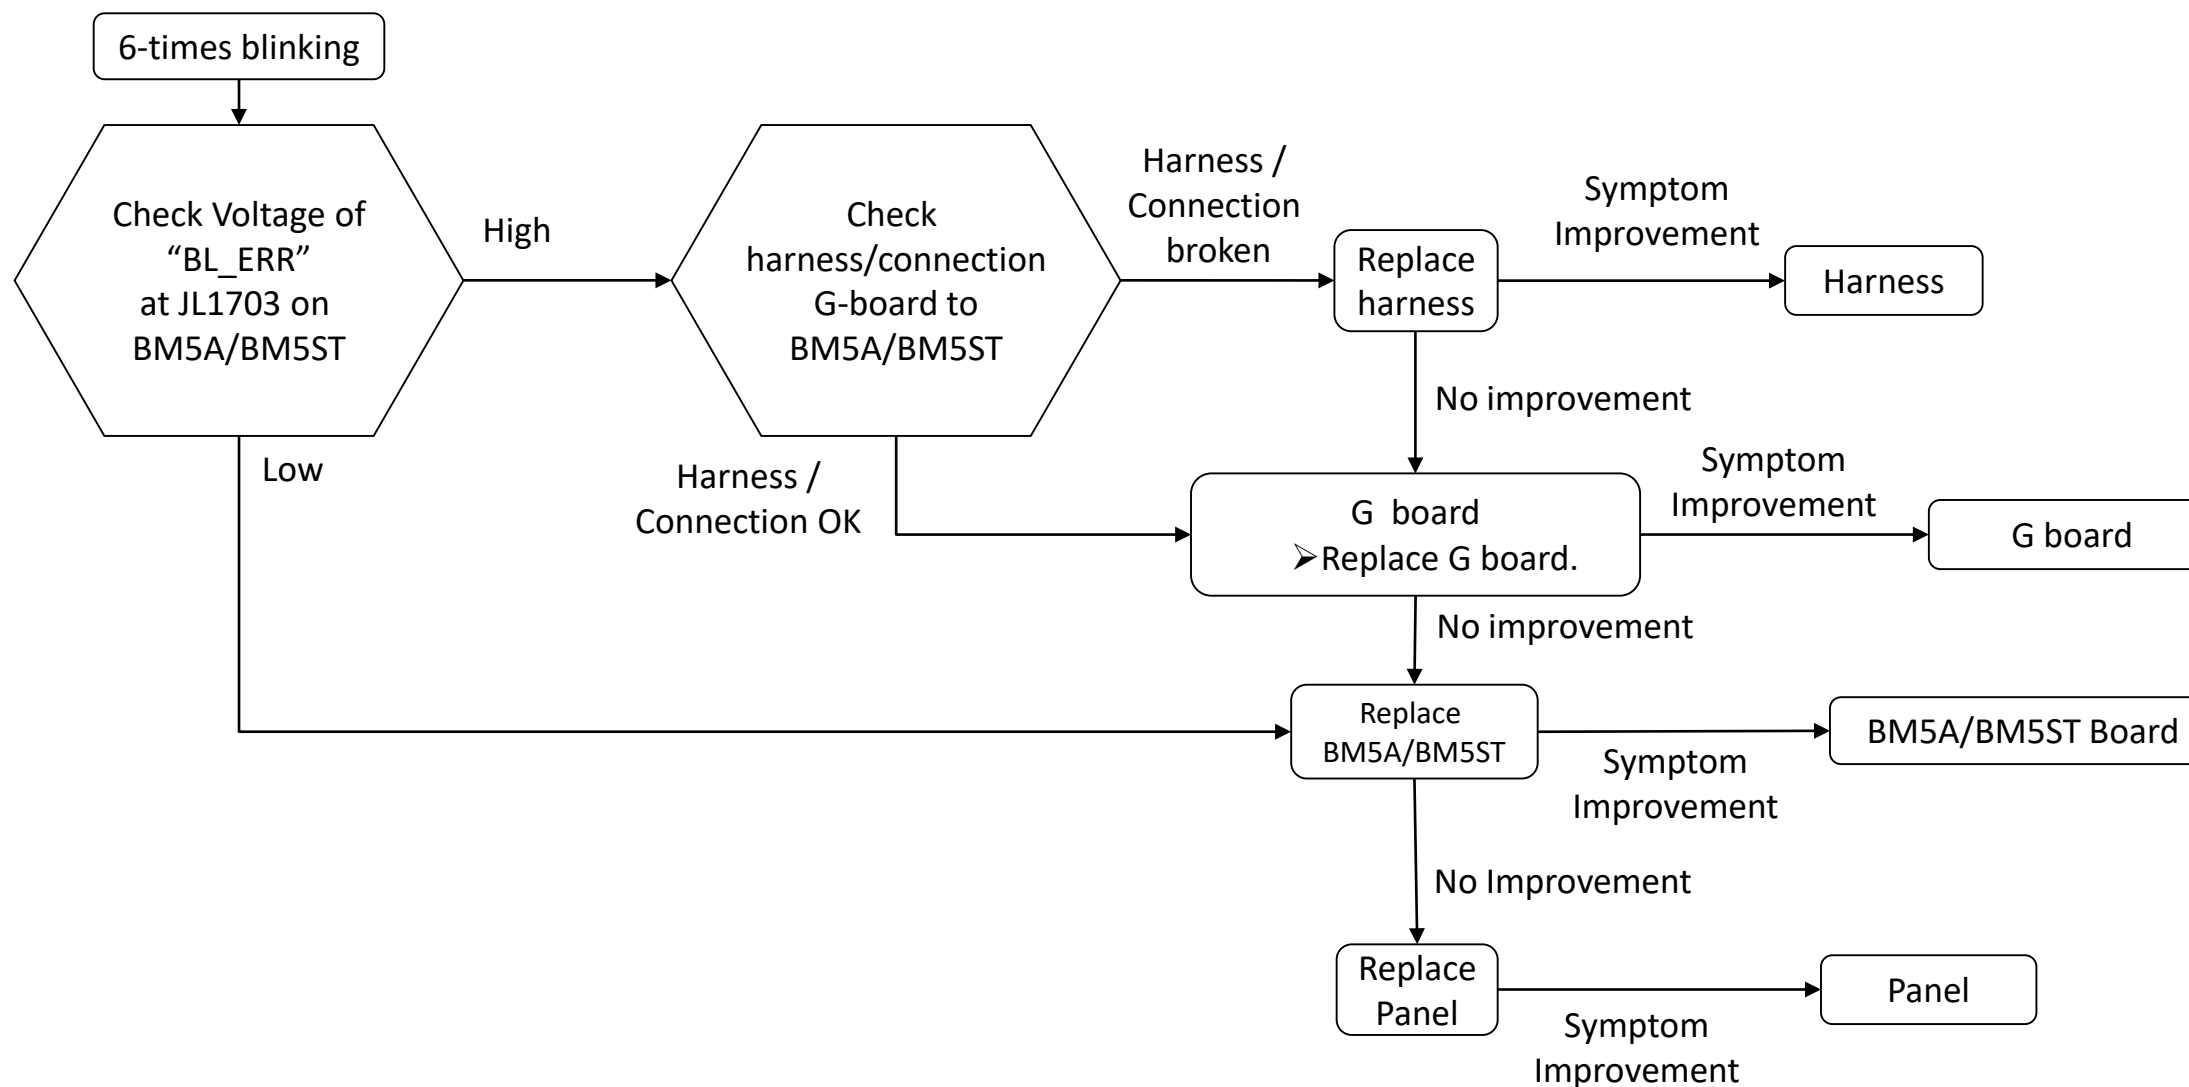 6-times blinking
Check Voltage of
“BL_ERR”
at JL1703 on
BM5A/BM5ST
High
Low
Check
harness/connection
G-board to
BM5A/BM5ST
Harness /
Connection
broken
Harness /
Connection OK
Replace
harness
Symptom
Improvement
Harness
No improvement
G  board
➢Replace G board.
Symptom
Improvement
G board
No improvement
Replace
BM5A/BM5ST
Symptom
Improvement
BM5A/BM5ST Board
No Improvement
Replace
Panel
Symptom
Improvement
Panel